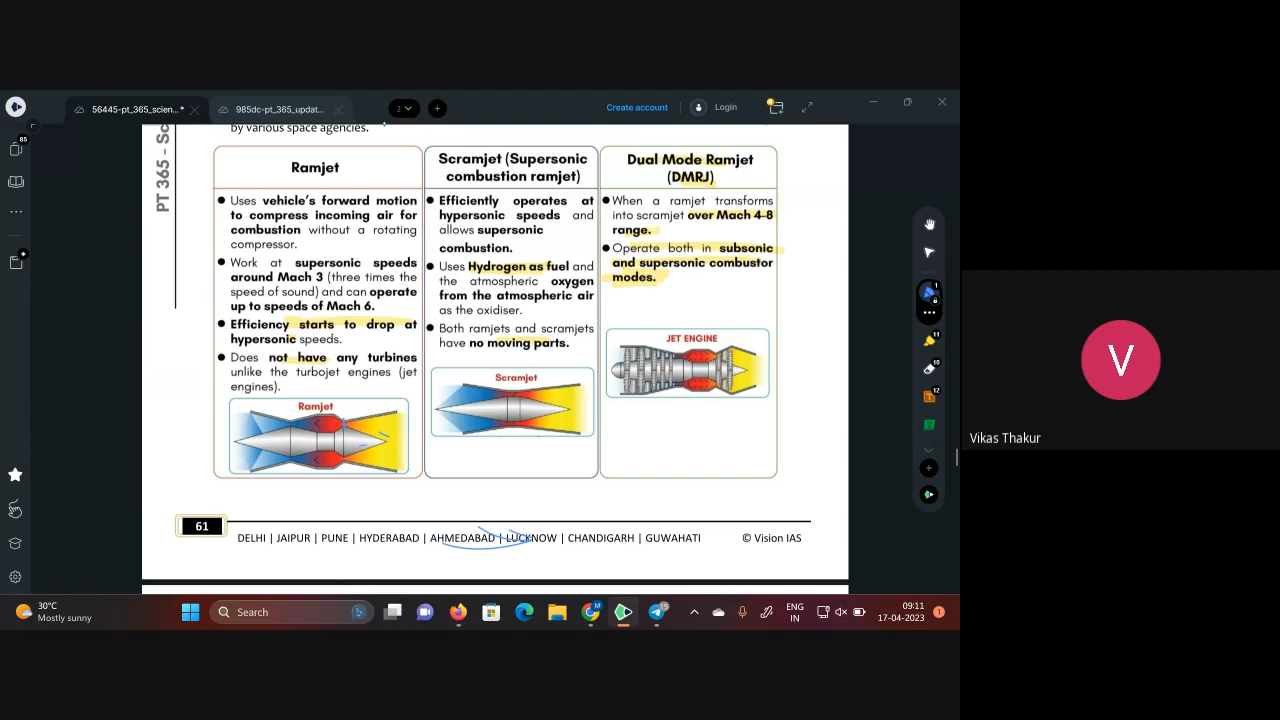 56445-pt_365_scien...*
985dc-pt_365_updat...
2
Create account
Login
by various space agencies.
PT 365 - Sc
Ramjet
Uses vehicle's forward motion
to compress incoming air for
combustion without a rotating
compressor.
Work at supersonic speeds
around Mach 3 (three times the
speed of sound) and can operate
up to speeds of Mach 6.
Efficiency starts to drop at
hypersonic speeds.
Does not have any turbines
unlike the turbojet engines (jet
engines).
Ramjet
Scramjet (Supersonic
combustion ramjet)
Efficiently operates at
hypersonic speeds and
allows supersonic
combustion.
Uses Hydrogen as fuel and
the atmospheric oxygen
from the atmospheric air
as the oxidiser.
Both ramjets and scramjets
have no moving parts.
Scramjet
Dual Mode Ramjet
(DMRJ)
When a ramjet transforms
into scramjet over Mach 4-8
range.
Operate both in subsonic
and supersonic combustor
modes.
JET ENGINE
61
DELHI | JAIPUR | PUNE | HYDERABAD | AHMEDABAD | LUCKNOW | CHANDIGARH | GUWAHATI
© Vision IAS
85
1
11
10
12
V
Vikas Thakur
30°C
Mostly sunny
Search
ENG
IN
09:11
17-04-2023
1